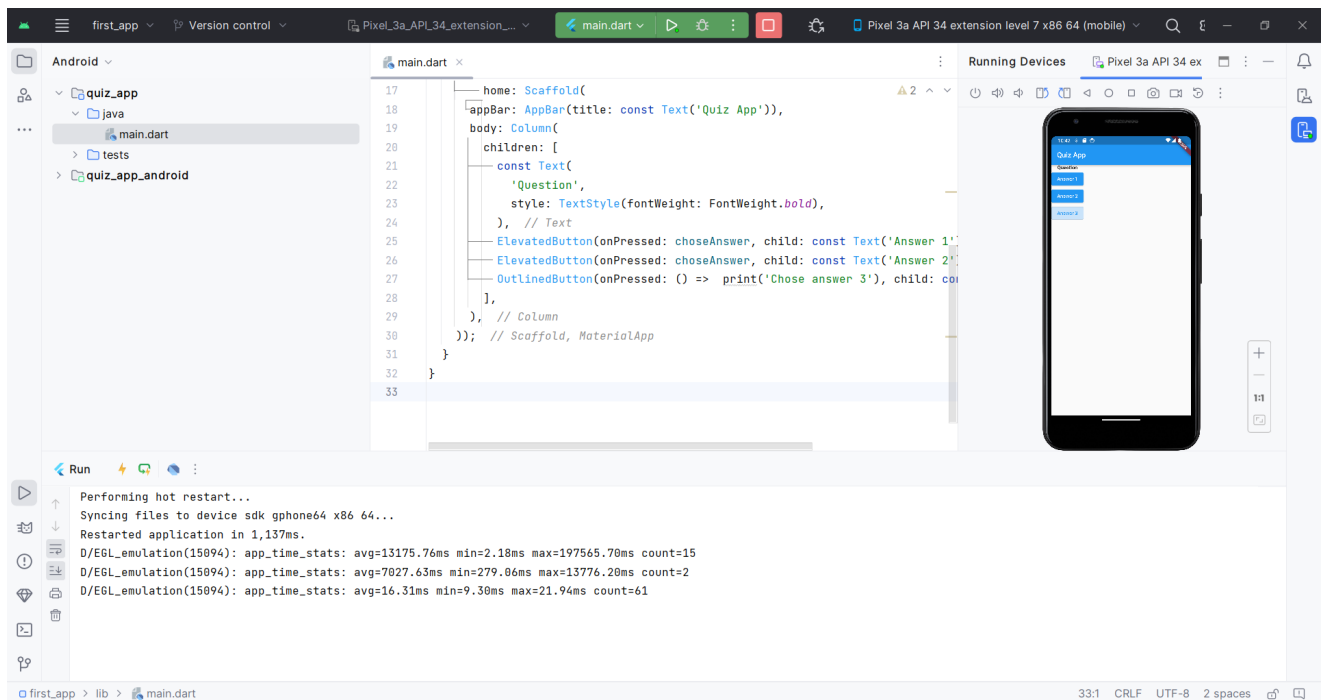 first_app
Version control
Pixel_3a_API_34_extension_...
main.dart
Pixel 3a API 34 extension level 7 x86 64 (mobile)
Android
main.dart
Running Devices
Pixel 3a API 34 ex
quiz_app
java
main.dart
tests
quiz_app_android
17 home: Scaffold(
2
18 appBar: AppBar(title: const Text('Quiz App')),
19 body: Column(
20 children: [
21 const Text(
22 'Question',
23 style: TextStyle(fontWeight: FontWeight.bold),
24 ), // Text
25 ElevatedButton(onPressed: choseAnswer, child: const Text('Answer 1'
26 ElevatedButton(onPressed: choseAnswer, child: const Text('Answer 2'
27 OutlinedButton(onPressed: () => print('Chose answer 3'), child: con
28 ],
29 ), // Column
30 )); // Scaffold, MaterialApp
31 }
32 }
33
Quiz App
Question
Answer 1
Answer 2
Answer 3
1:1
Run
Performing hot restart...
Syncing files to device sdk gphone64 x86 64...
Restarted application in 1,137ms.
D/EGL_emulation(15094): app_time_stats: avg=13175.76ms min=2.18ms max=197565.70ms count=15
D/EGL_emulation(15094): app_time_stats: avg=7027.63ms min=279.06ms max=13776.20ms count=2
D/EGL_emulation(15094): app_time_stats: avg=16.31ms min=9.30ms max=21.94ms count=61
first_app > lib > main.dart
33:1 CRLF UTF-8 2 spaces